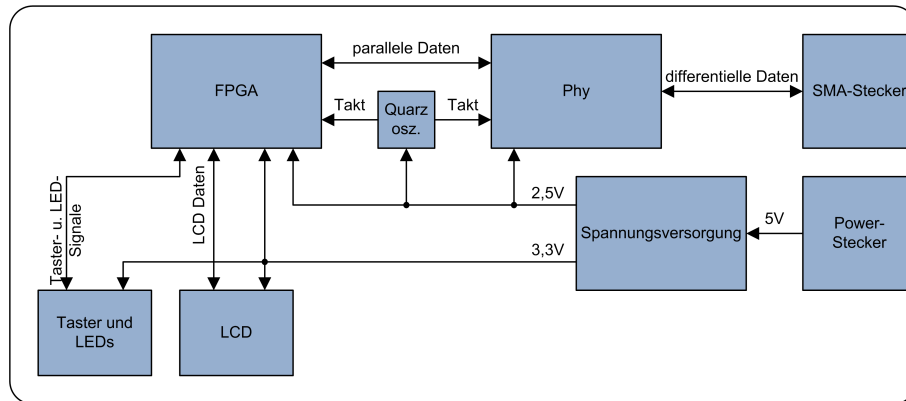 parallele Daten
FPGA
Phy
differentielle Daten
SMA-Stecker
Takt
Quarz
osz.
Takt
Taster- u. LED-
Signale
LCD Daten
2,5V
Spannungsversorgung
5V
Power-
Stecker
3,3V
Taster und
LEDs
LCD